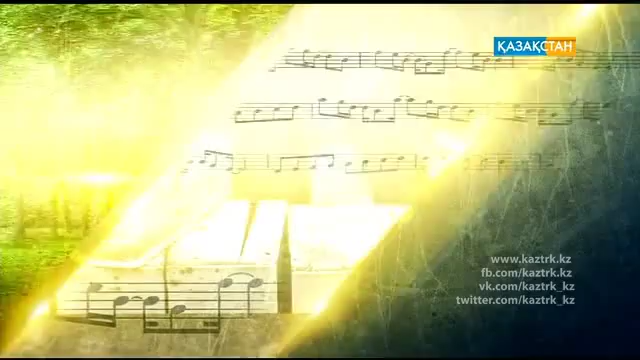 ҚАЗАҚСТАН
www.kaztrk.kz
fb.com/kaztrk.kz
vk.com/kaztrk_kz
twitter.com/kaztrk_kz